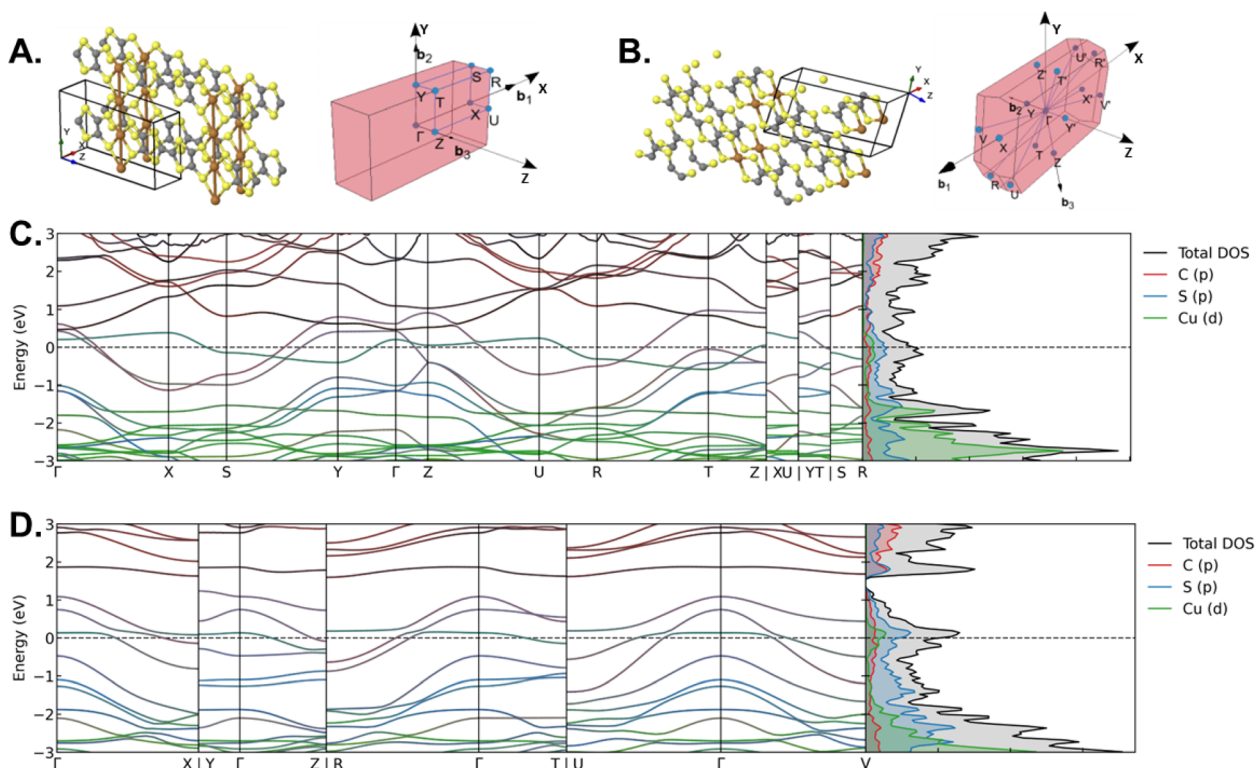 A.
Y
X
Z
Y
b2
S
R
X
Y
T
b1
X
U
Γ
Z
b3
Z
B.
Y
X
Z
Y
X
U'
R'
Z'
T'
X'
V'
b2
Y
Γ
Y'
V
X
T
Z
Z
b1
R
U
b3
C.
Energy (eV)
3
2
1
0
−1
−2
−3
Γ X S Y Γ Z U R T Z | XU | YT | S R
Total DOS
C (p)
S (p)
Cu (d)
D.
Energy (eV)
3
2
1
0
−1
−2
−3
Γ X | Y Γ Z | R Γ T | U Γ V
Total DOS
C (p)
S (p)
Cu (d)